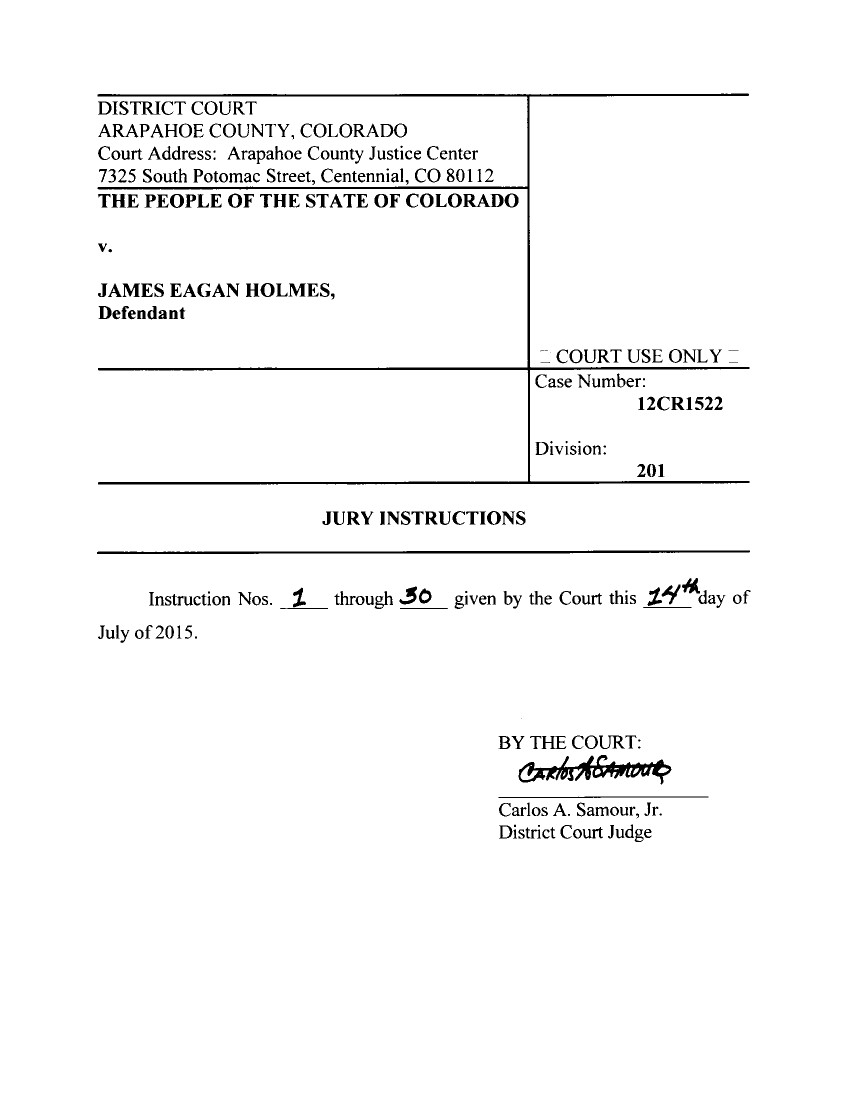 DISTRICT COURT
ARAPAHOE COUNTY, COLORADO
Court Address: Arapahoe County Justice Center
7325 South Potomac Street, Centennial, CO 80112
THE PEOPLE OF THE STATE OF COLORADO
v.
JAMES EAGAN HOLMES,
Defendant
COURT USE ONLY
Case Number:
12CR1522
Division:
201
JURY INSTRUCTIONS
Instruction Nos. 1 through 30 given by the Court this 14th day of
July of 2015.
BY THE COURT:
Carlos A Samour
Carlos A. Samour, Jr.
District Court Judge